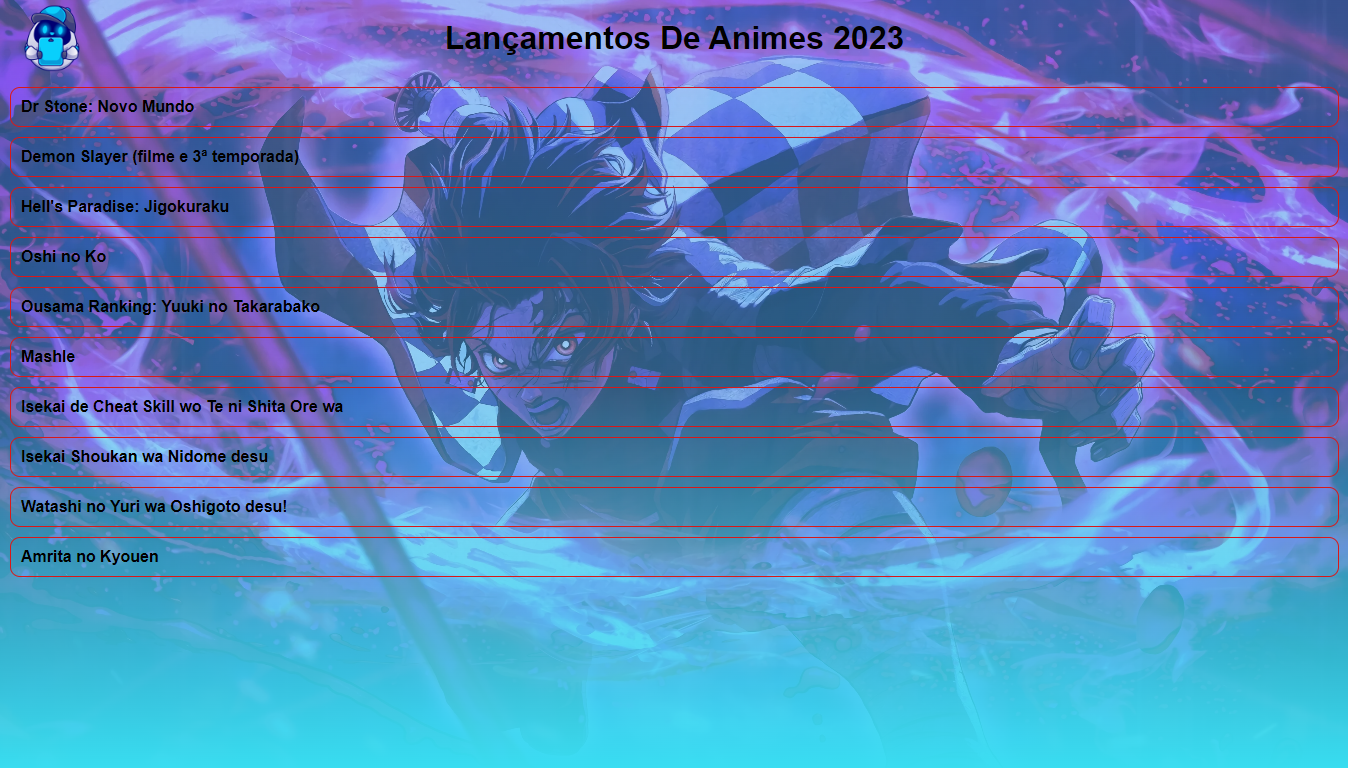 Lançamentos De Animes 2023
Dr Stone: Novo Mundo
Demon Slayer (filme e 3ª temporada)
Hell's Paradise: Jigokuraku
Oshi no Ko
Ousama Ranking: Yuuki no Takarabako
Mashle
Isekai de Cheat Skill wo Te ni Shita Ore wa
Isekai Shoukan wa Nidome desu
Watashi no Yuri wa Oshigoto desu!
Amrita no Kyouen